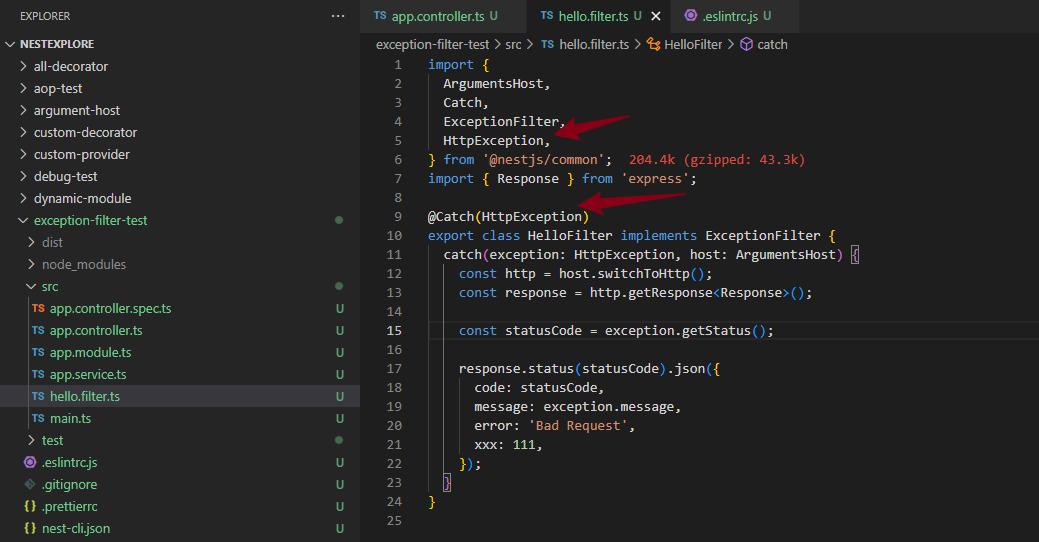 EXPLORER
NESTEXPLORE
all-decorator
aop-test
argument-host
custom-decorator
custom-provider
debug-test
dynamic-module
exception-filter-test
dist
node_modules
src
TS app.controller.spec.ts U
TS app.controller.ts U
TS app.module.ts U
TS app.service.ts U
TS hello.filter.ts U
TS main.ts U
test
.eslintrc.js U
.gitignore U
{} .prettierrc U
{} nest-cli.json U
TS app.controller.ts U TS hello.filter.ts U .eslintrc.js U
exception-filter-test > src > TS hello.filter.ts > HelloFilter > catch
1 import {
2 ArgumentsHost,
3 Catch,
4 ExceptionFilter,
5 HttpException,
6 } from '@nestjs/common'; 204.4k (gzipped: 43.3k)
7 import { Response } from 'express';
8
9 @Catch(HttpException)
10 export class HelloFilter implements ExceptionFilter {
11 catch(exception: HttpException, host: ArgumentsHost) {
12 const http = host.switchToHttp();
13 const response = http.getResponse<Response>();
14
15 const statusCode = exception.getStatus();
16
17 response.status(statusCode).json({
18 code: statusCode,
19 message: exception.message,
20 error: 'Bad Request',
21 xxx: 111,
22 });
23 }
24 }
25